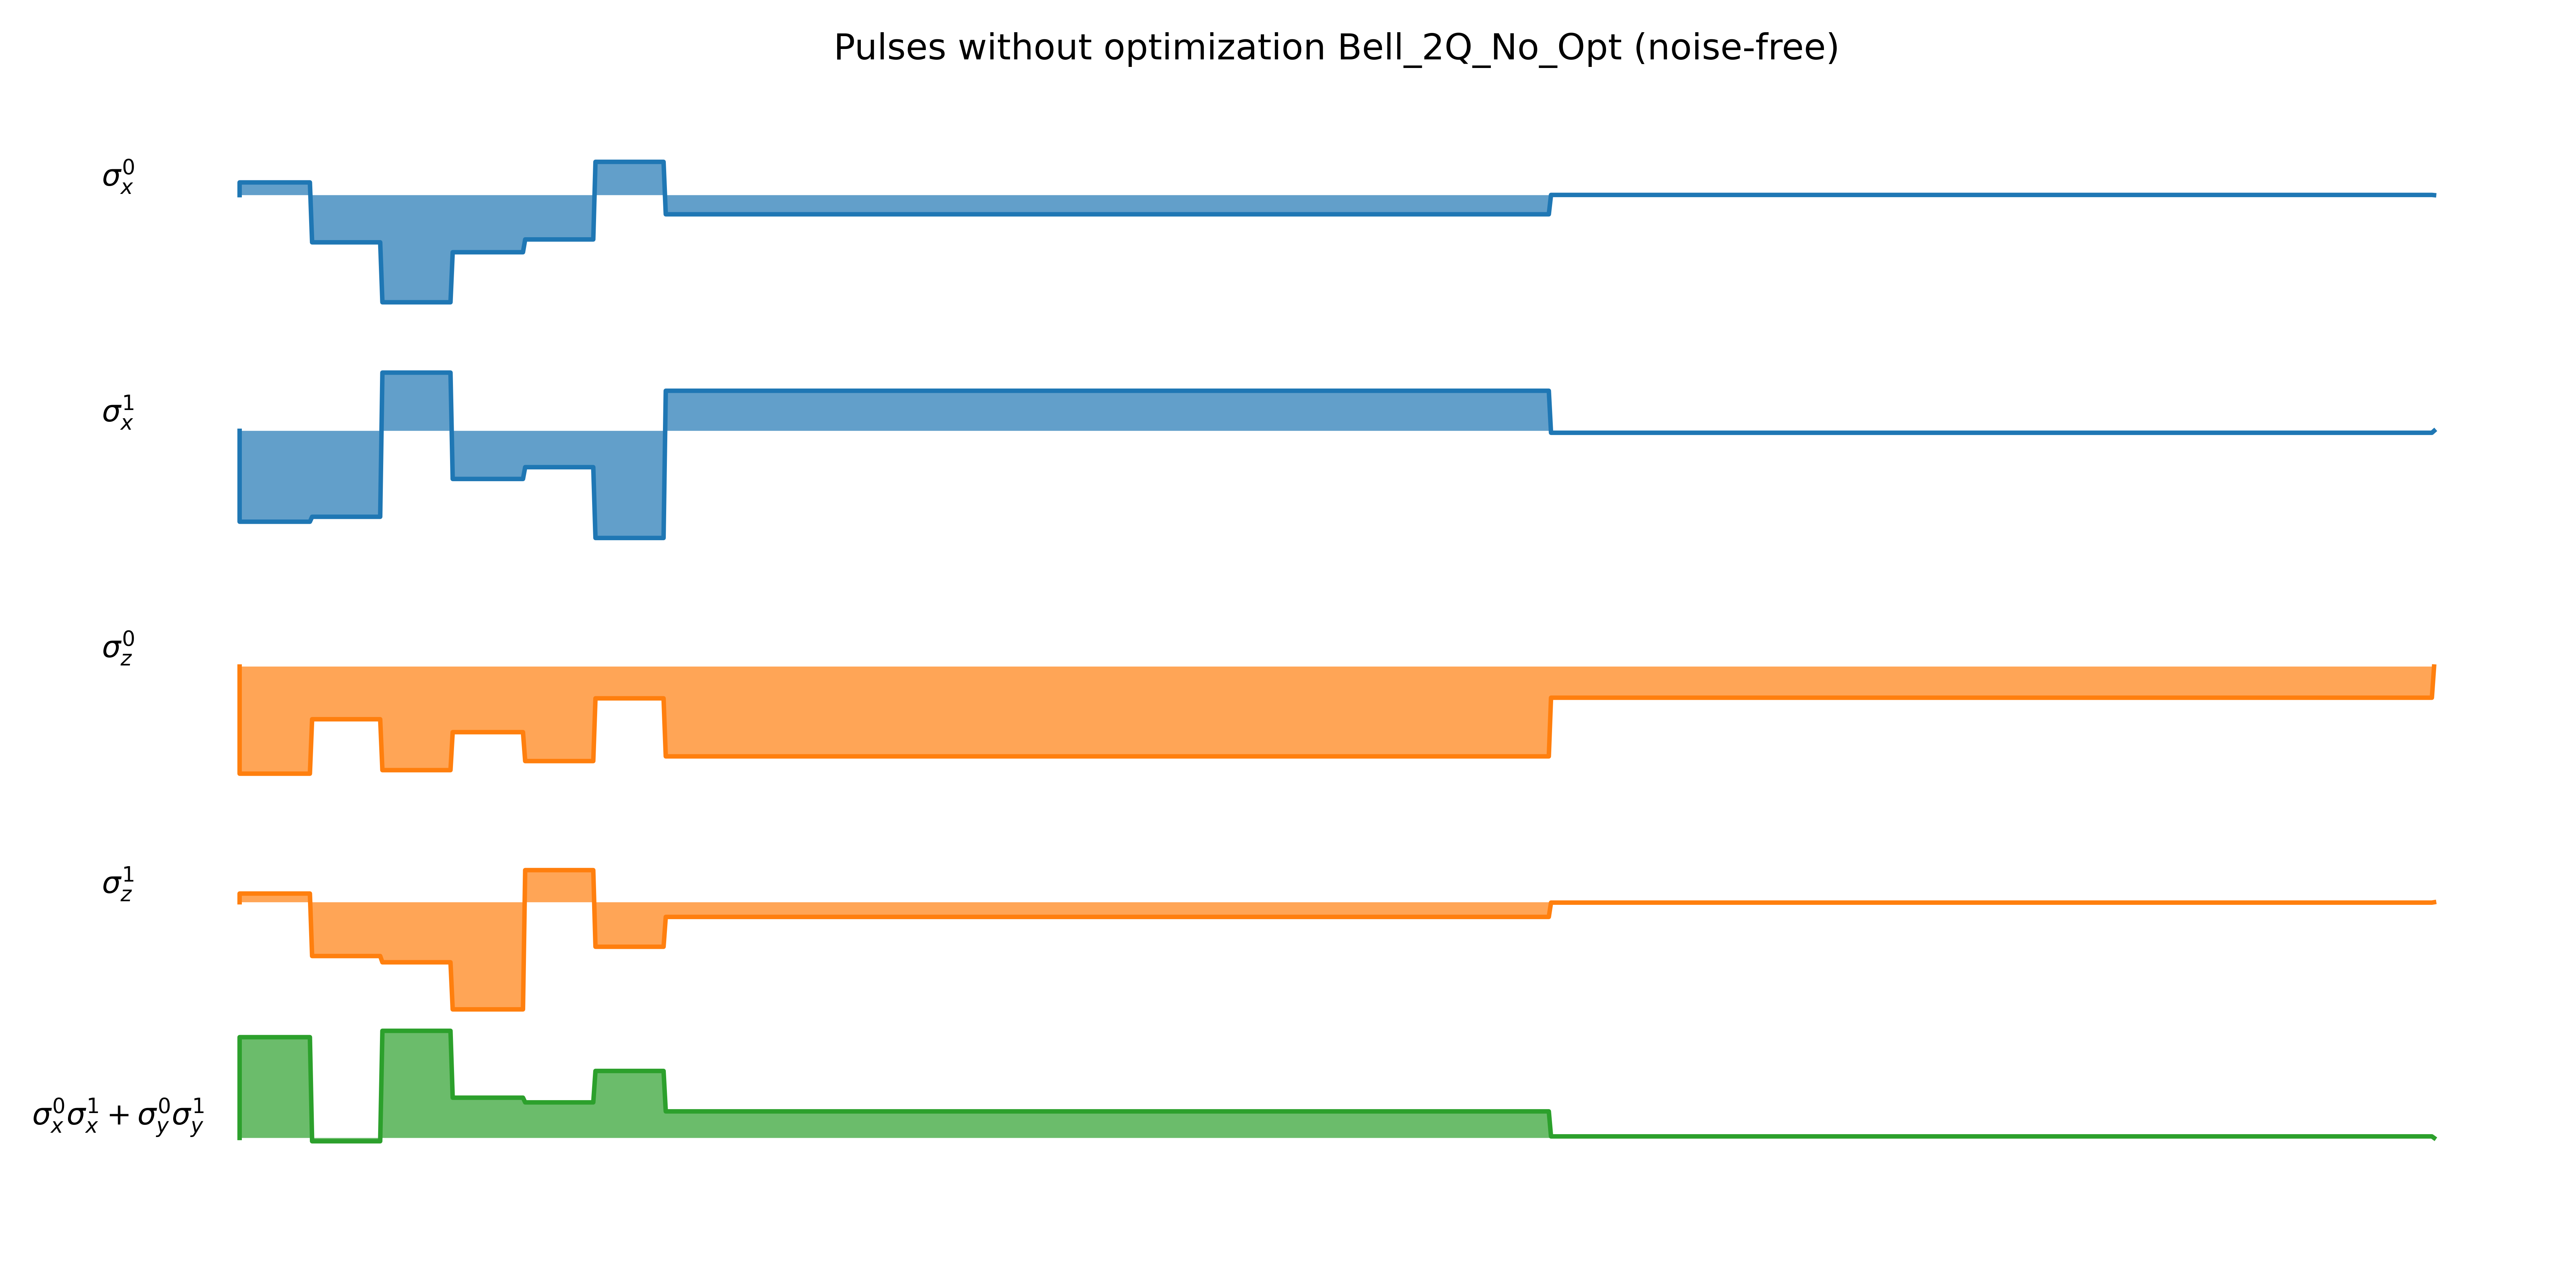 Pulses without optimization Bell_2Q_No_Opt (noise-free)
σ_x^0
σ_x^1
σ_z^0
σ_z^1
σ_x^0σ_x^1 + σ_y^0σ_y^1